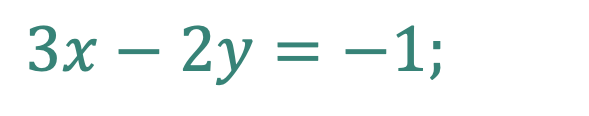 3𝑥 − 2𝑦 = −1;